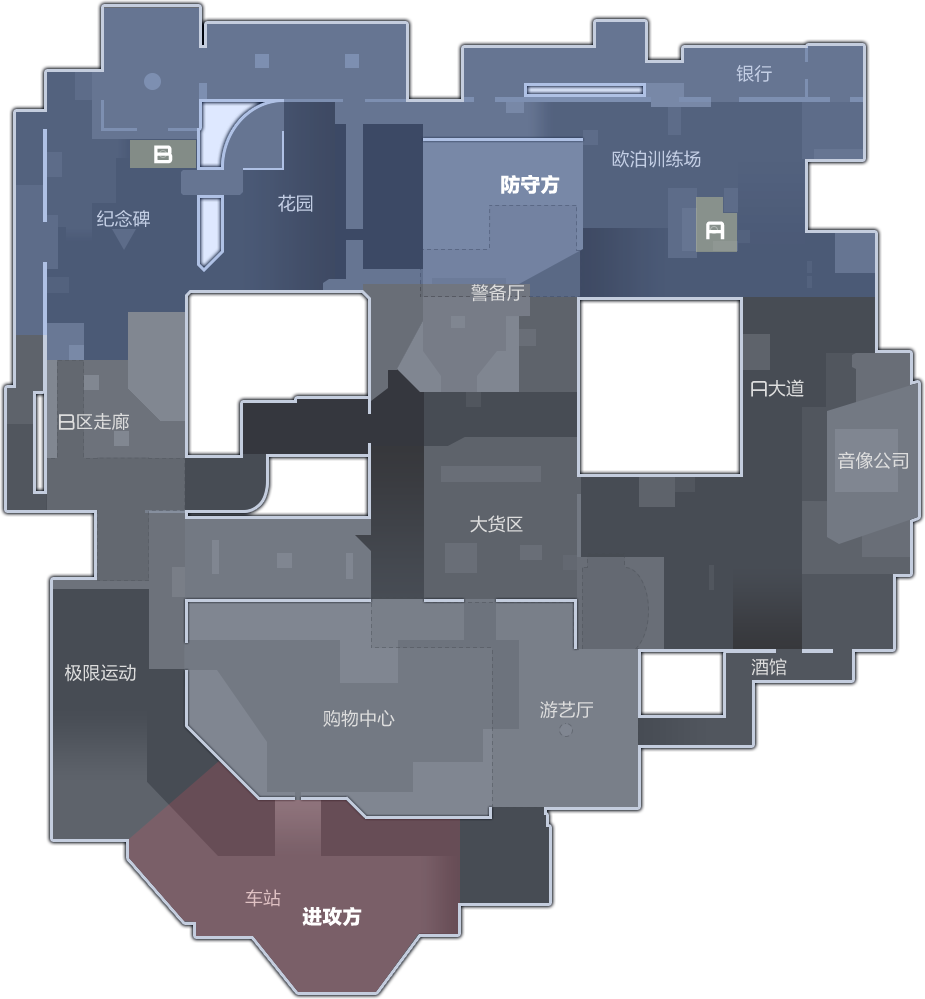 银行
B
欧泊训练场
防守方
花园
纪念碑
A
警备厅
A大道
B区走廊
音像公司
大货区
酒馆
极限运动
游艺厅
购物中心
车站
进攻方